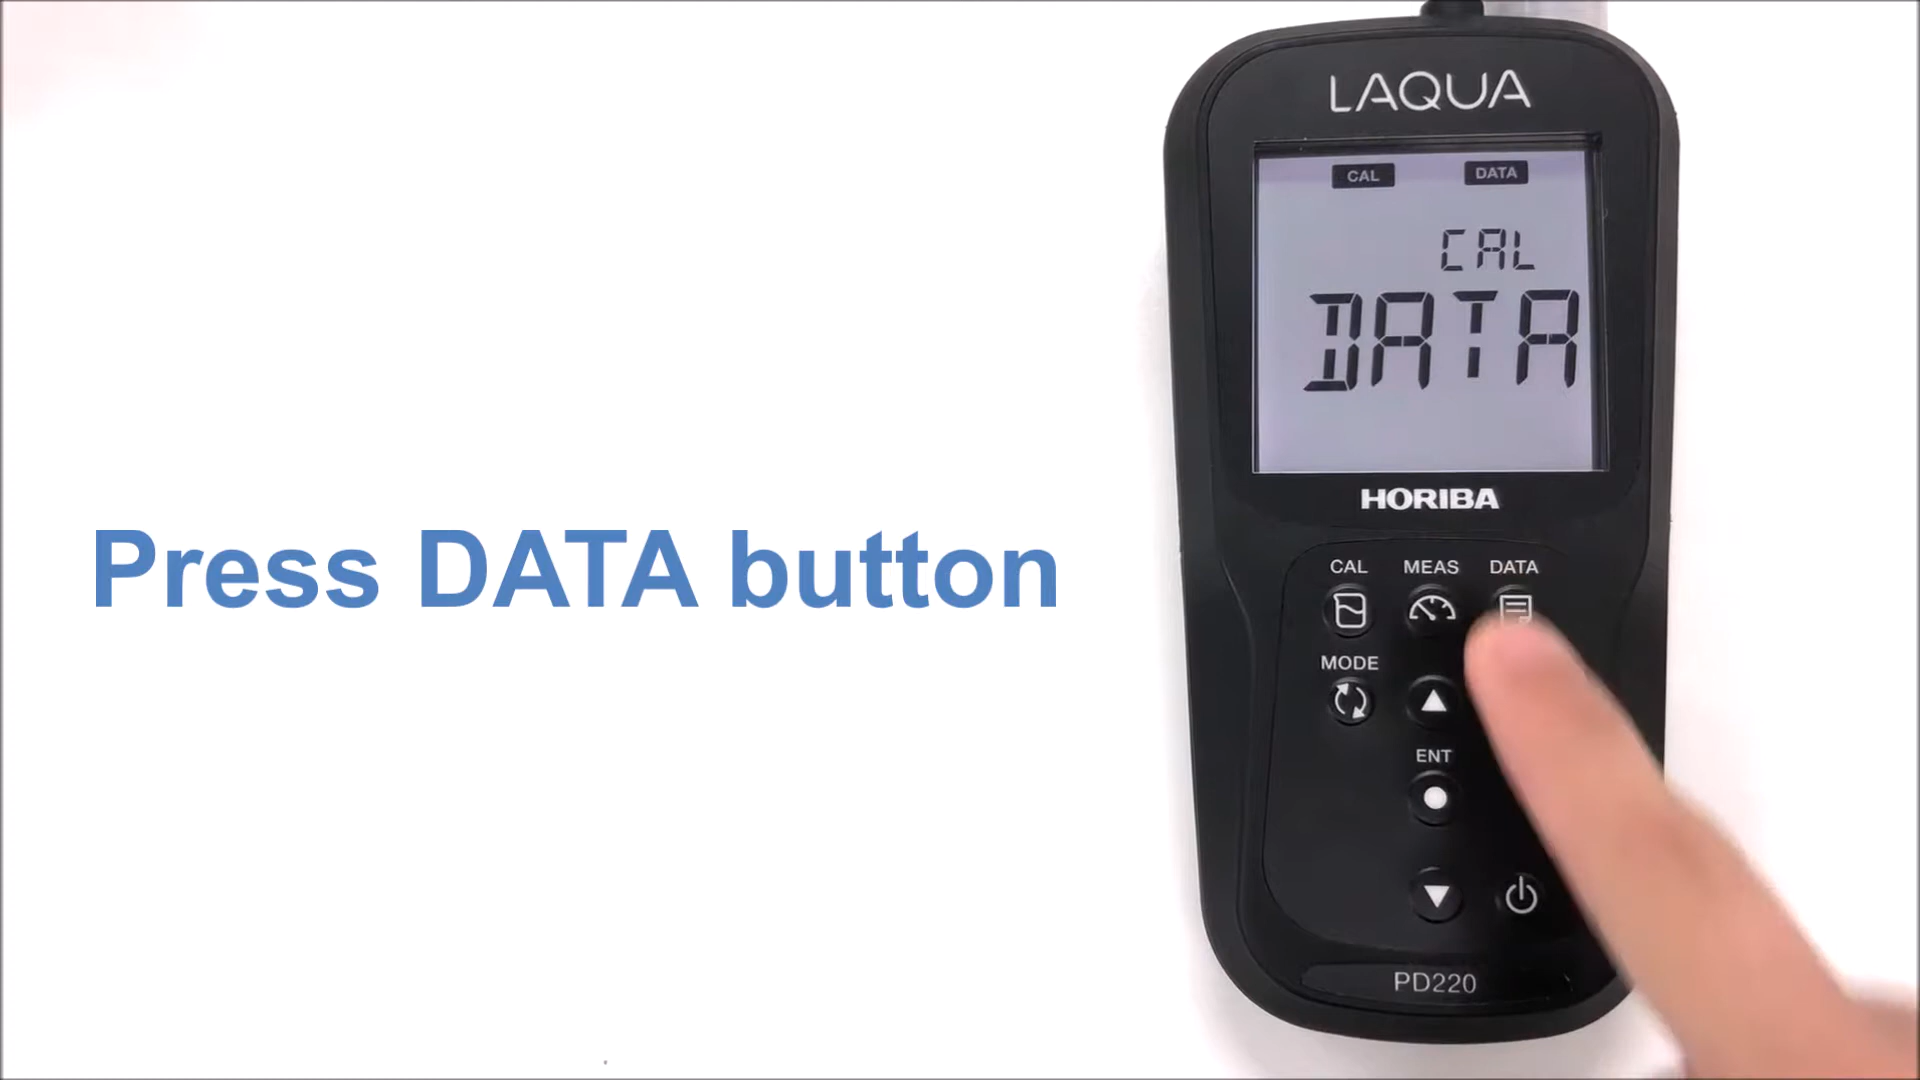 Press DATA button
LAQUA
CAL DATA
CAL
DATA
HORIBA
CAL MEAS DATA
MODE
ENT
PD220